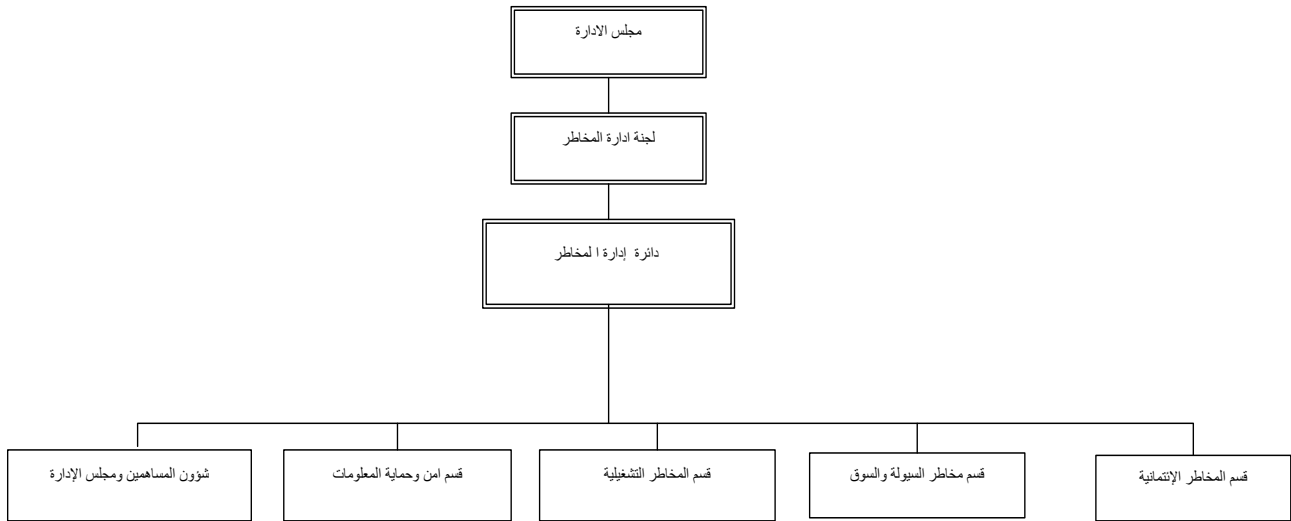 مجلس الادارة
لجنة ادارة المخاطر
دائرة إدارة ا لمخاطر
قسم المخاطر الإئتمانية
قسم مخاطر السيولة والسوق
قسم المخاطر التشغيلية
قسم امن وحماية المعلومات
شؤون المساهمين ومجلس الإدارة